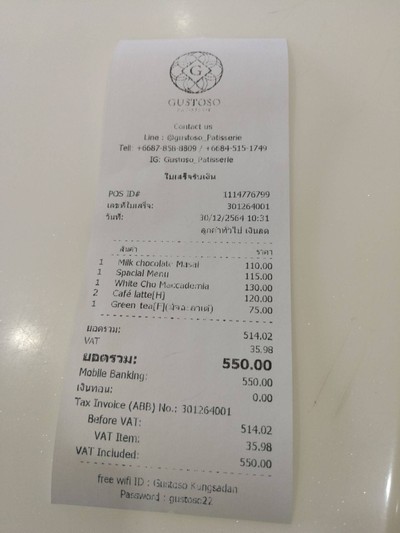 G
GUSTOSO
Contact us
Line : @gustoso_Patisserie
Tell: +6687-858-8809 / +6684-515-1749
IG: Gustoso_Patisserie
ใบเสร็จรับเงิน
POS ID# 1114776799
เลขที่ใบเสร็จ: 301264001
วันที่: 30/12/2564 10:31
ลูกค้าทั่วไป เงินสด
สินค้า ราคา
1 Milk chocolate Masai 110.00
1 Spacial Menu 115.00
1 White Cho Maccadamia 130.00
2 Café latte[H] 120.00
1 Green tea[F] 75.00
ยอดรวม: 514.02
VAT 35.98
ยอดรวม: 550.00
Mobile Banking: 550.00
เงินทอน: 0.00
Tax Invoice (ABB) No.: 301264001
Before VAT: 514.02
VAT Item: 35.98
VAT Included: 550.00
free wifi ID : Gustoso Kungsadan
Password : gustoso22